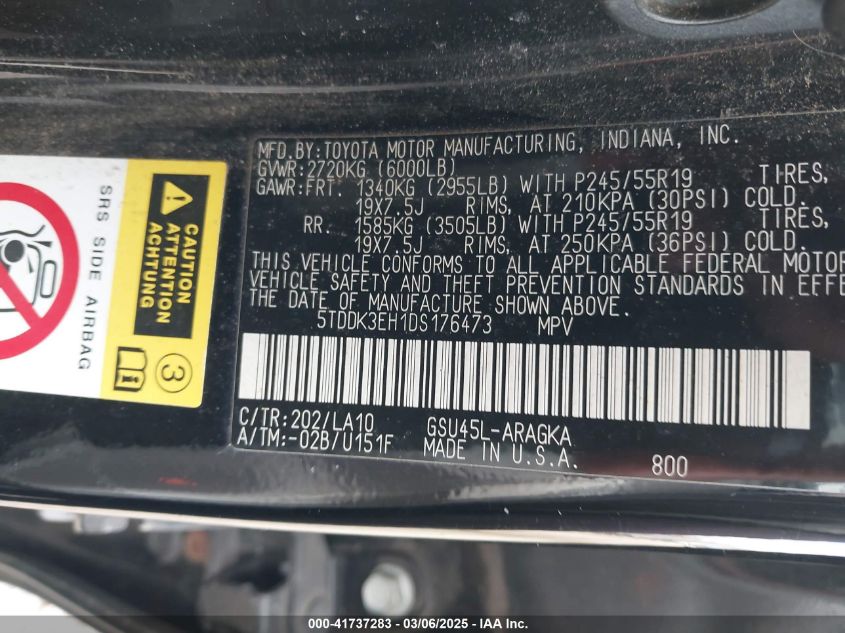 MFD.BY:TOYOTA MOTOR MANUFACTURING, INDIANA, INC.
GVWR:2720KG (6000LB)
GAWR:FRT. 1340KG (2955LB) WITH P245/55R19 TIRES,
19X7.5J RIMS, AT 210KPA (30PSI) COLD.
RR. 1585KG (3505LB) WITH P245/55R19 TIRES,
19X7.5J RIMS, AT 250KPA (36PSI) COLD.
THIS VEHICLE CONFORMS TO ALL APPLICABLE FEDERAL MOTOR
VEHICLE SAFETY AND THEFT PREVENTION STANDARDS IN EFFE
THE DATE OF MANUFACTURE SHOWN ABOVE.
5TDDK3EH1DS176473 MPV
C/TR:202/LA10 GSU45L-ARAGKA
A/TM:-02B/U151F MADE IN U.S.A.
800
SRS SIDE AIRBAG
CAUTION
ATTENTION
ACHTUNG
i
3
000-41737283 - 03/06/2025 - IAAI.COM